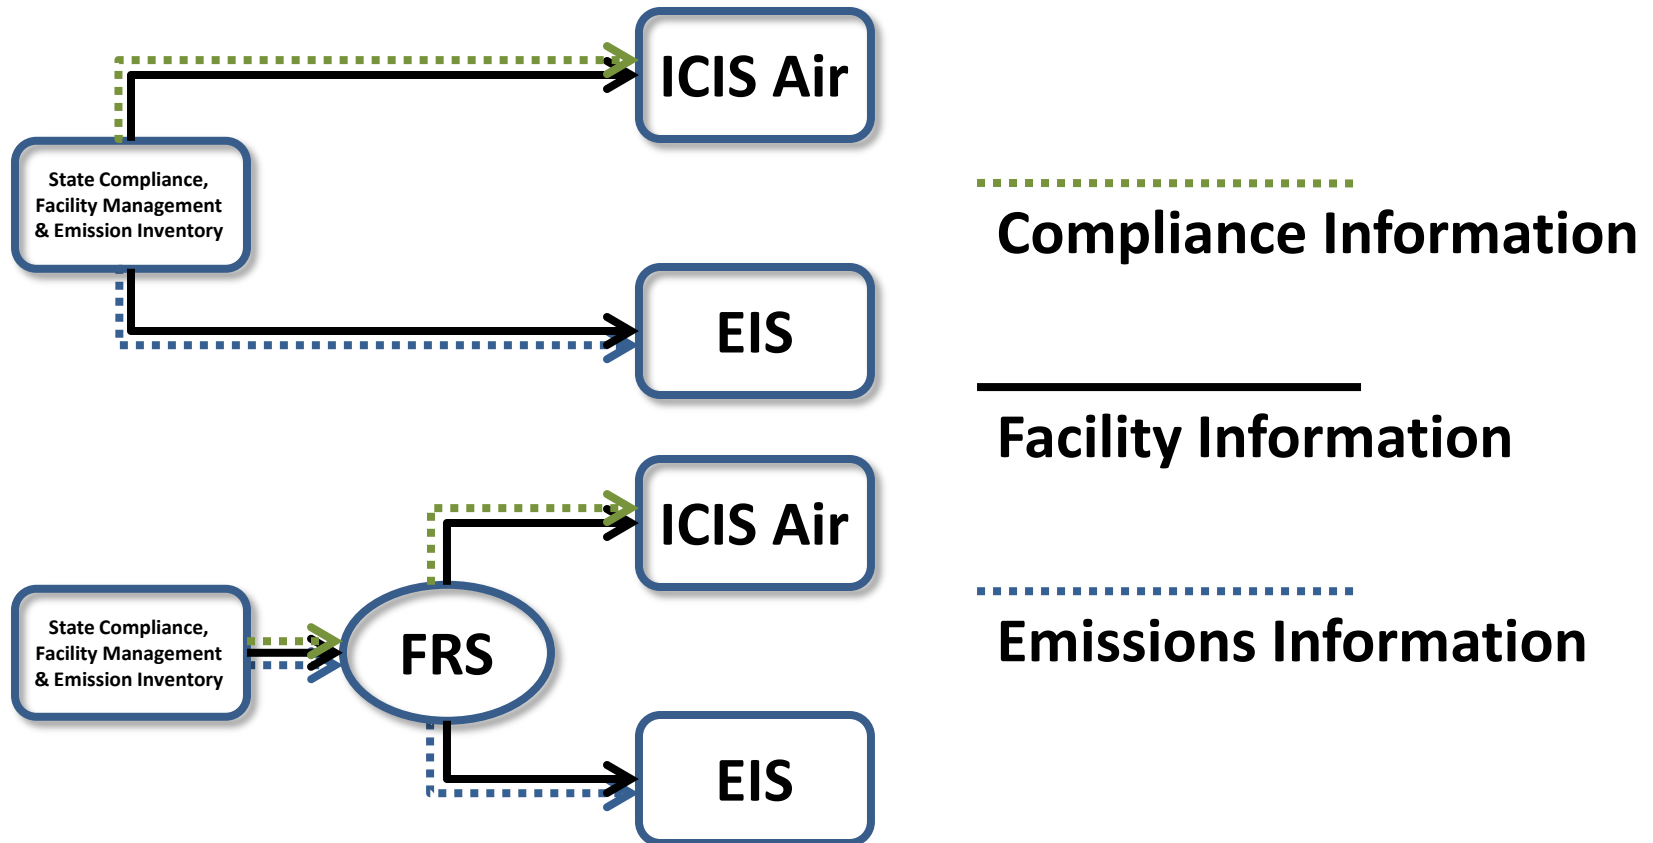 ICIS Air
State Compliance,
Facility Management
& Emission Inventory
EIS
ICIS Air
State Compliance,
Facility Management
& Emission Inventory
FRS
EIS
Compliance Information
Facility Information
Emissions Information